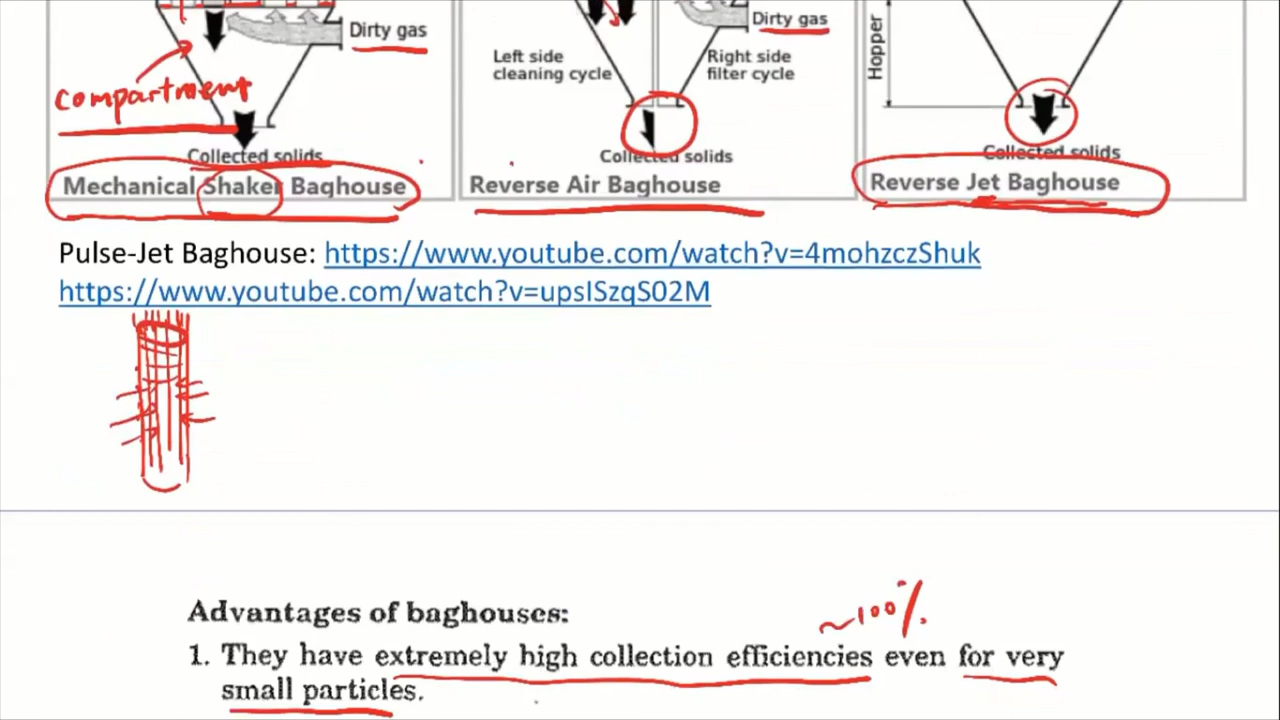 Dirty gas
Dirty gas
Left side
cleaning cycle
Right side
filter cycle
Hopper
compartment
Collected solids
Collected solids
Collected solids
Mechanical Shaker Baghouse
Reverse Air Baghouse
Reverse Jet Baghouse
Pulse-Jet Baghouse: https://www.youtube.com/watch?v=4mohzczShuk
https://www.youtube.com/watch?v=upsISzqS02M
Advantages of baghouses:
~100%
1. They have extremely high collection efficiencies even for very
small particles.